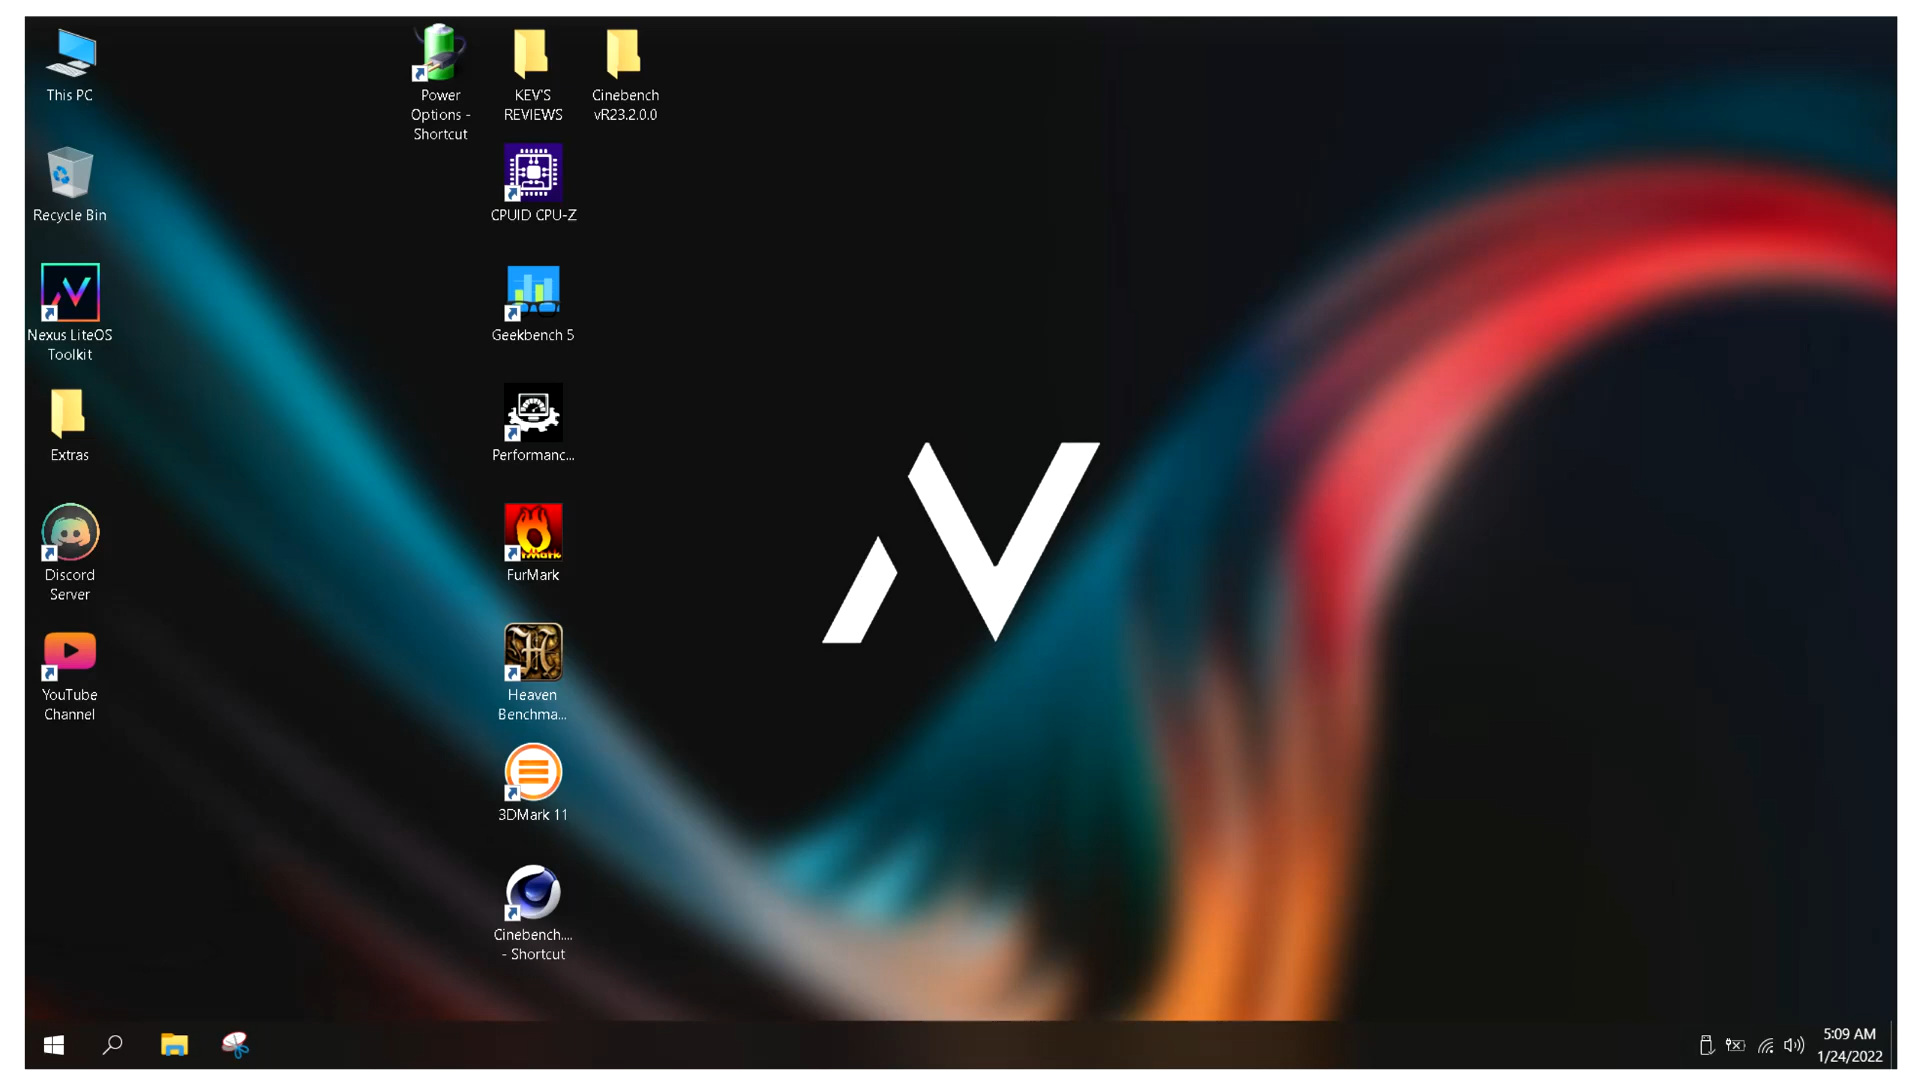 This PC
Recycle Bin
Nexus LiteOS
Toolkit
Extras
Discord
Server
YouTube
Channel
Power
Options -
Shortcut
KEV'S
REVIEWS
CPUID CPU-Z
Geekbench 5
Performanc...
FurMark
Heaven
Benchma...
3DMark 11
Cinebench....
- Shortcut
Cinebench
vR23.2.0.0
5:09 AM
1/24/2022